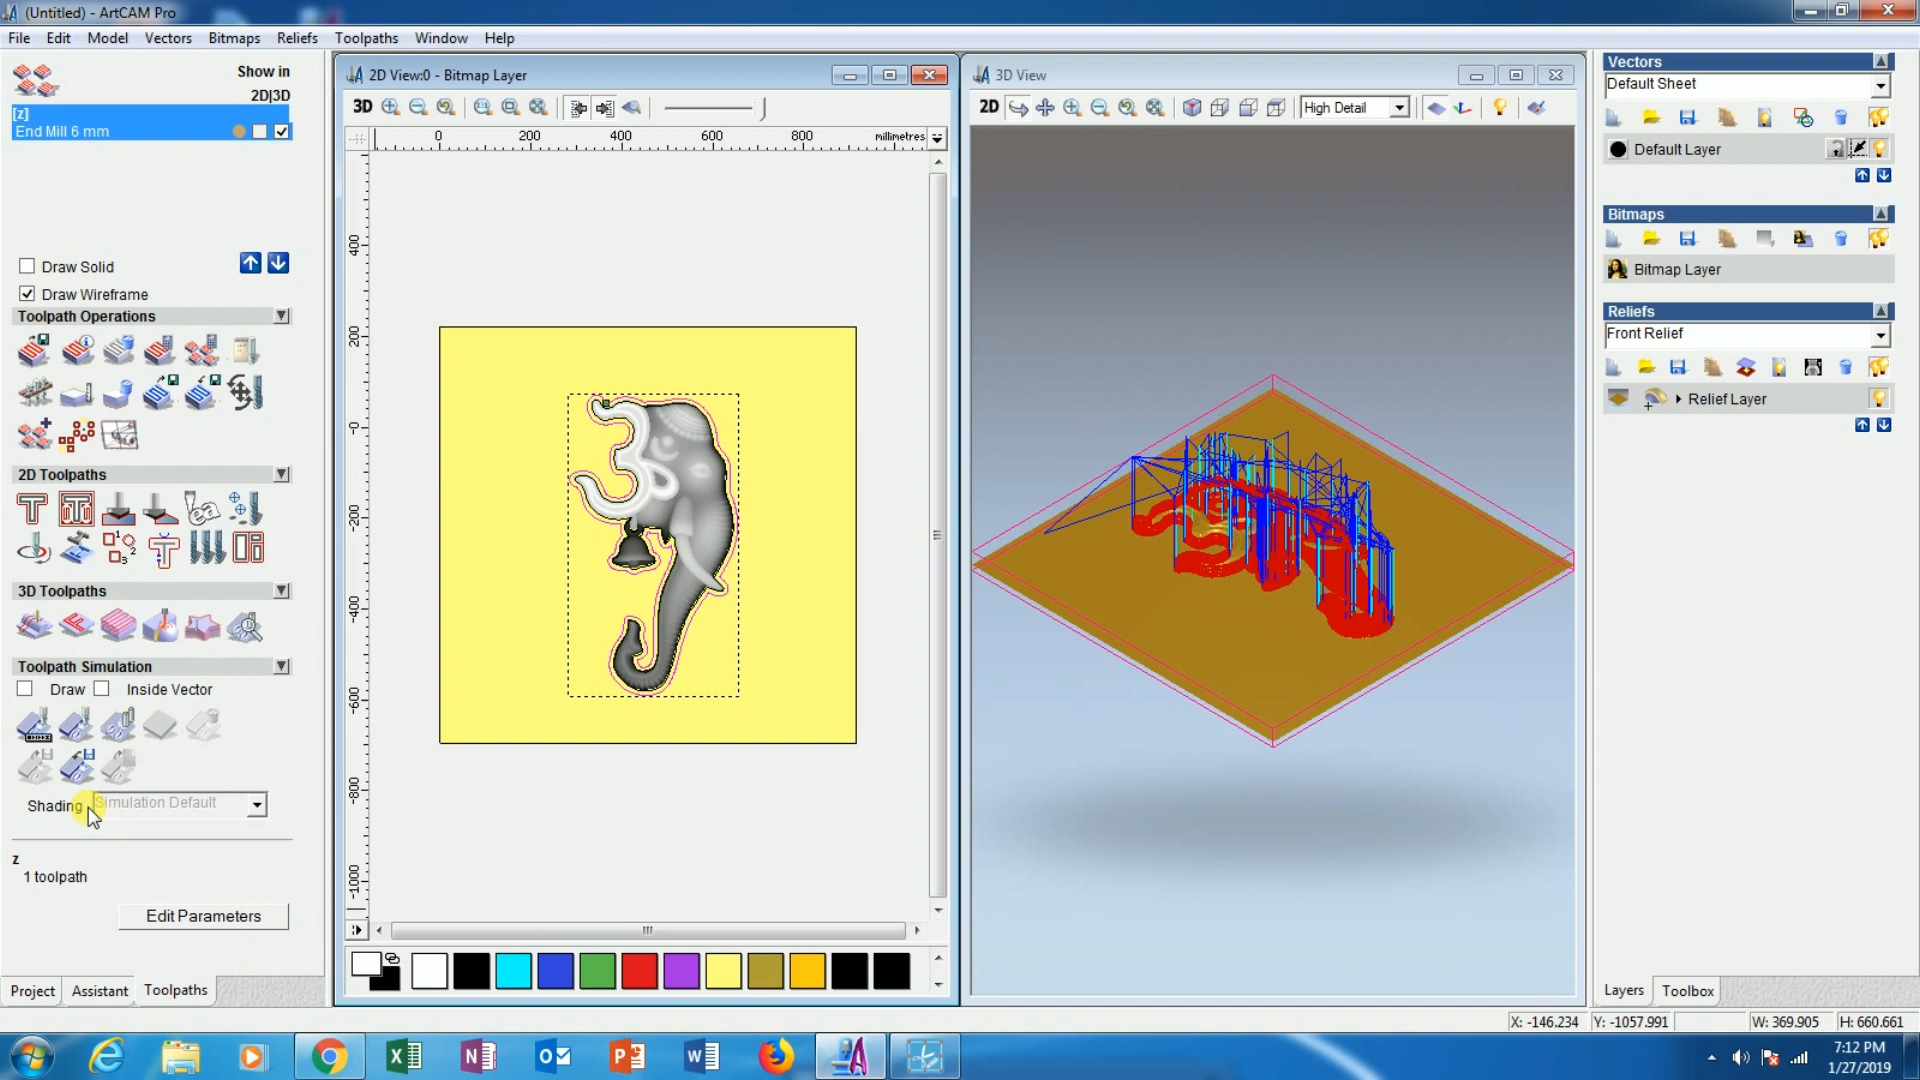 (Untitled) - ArtCAM Pro
File Edit Model Vectors Bitmaps Reliefs Toolpaths Window Help
Show in
2D|3D
[z]
End Mill 6 mm
Draw Solid
Draw Wireframe
Toolpath Operations
2D Toolpaths
3D Toolpaths
Toolpath Simulation
Draw Inside Vector
Shading Simulation Default
z
1 toolpath
Edit Parameters
Project Assistant Toolpaths
2D View:0 - Bitmap Layer
3D
0 200 400 600 800 millimetres
400
200
0
-200
-400
-600
-800
-1000
3D View
2D High Detail
Vectors
Default Sheet
Default Layer
Bitmaps
Bitmap Layer
Reliefs
Front Relief
Relief Layer
Layers Toolbox
X: -146.234 Y: -1057.991 W: 369.905 H: 660.661
7:12 PM
1/27/2019